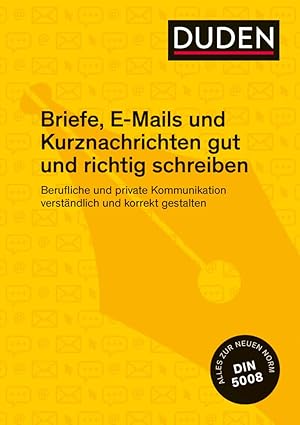 DUDEN
Briefe, E-Mails und
Kurznachrichten gut
und richtig schreiben
Berufliche und private Kommunikation
verständlich und korrekt gestalten
ALLES ZUR NEUEN NORM
DIN
5008